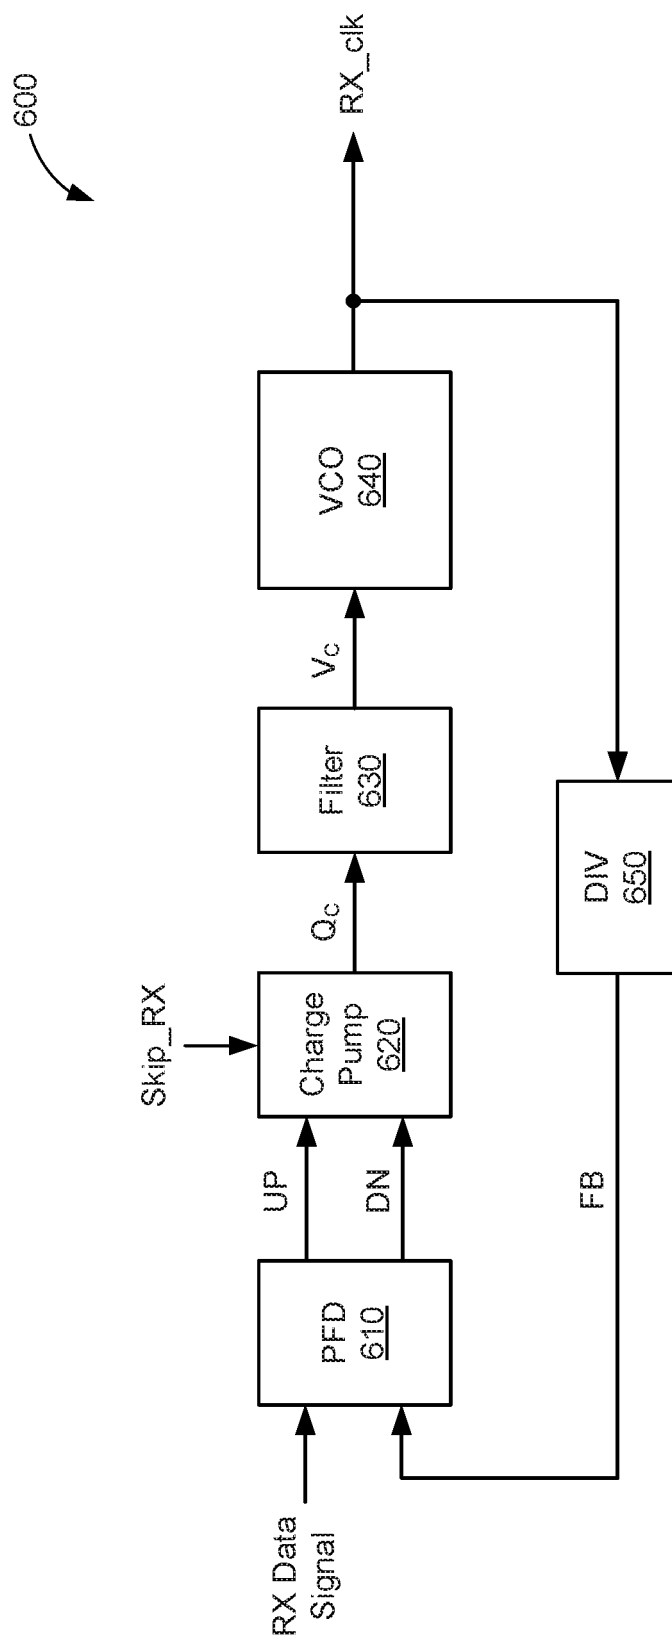 600
RX Data
Signal
PFD
610
UP
DN
Skip_RX
Charge
Pump
620
Qc
Filter
630
Vc
VCO
640
RX_clk
FB
DIV
650